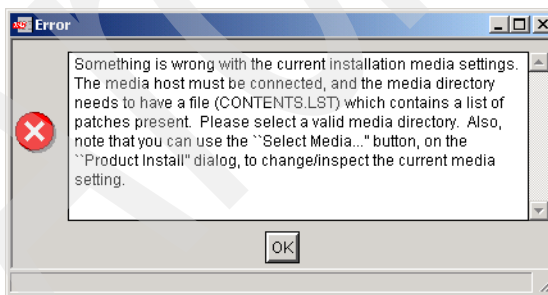 Error
Something is wrong with the current installation media settings.
The media host must be connected, and the media directory
needs to have a file (CONTENTS.LST) which contains a list of
patches present.  Please select a valid media directory.  Also,
note that you can use the ``Select Media..." button, on the
``Product Install" dialog, to change/inspect the current media
setting.
OK